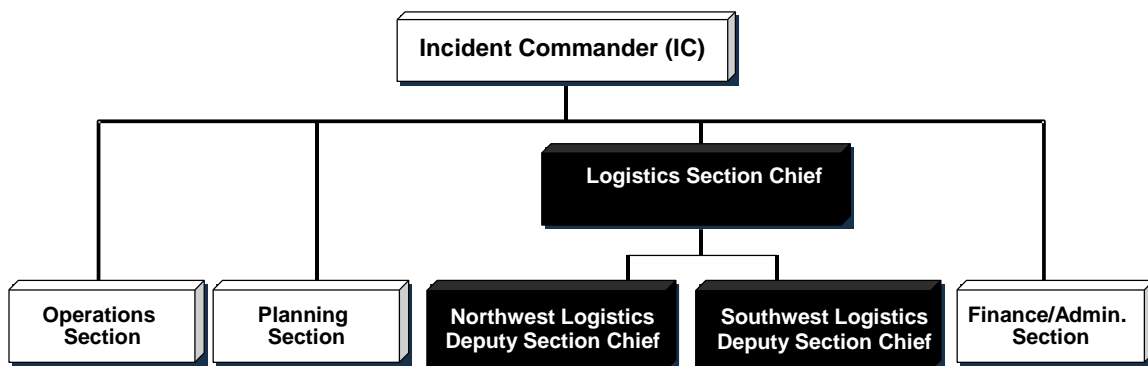 Incident Commander (IC)
Logistics Section Chief
Operations
Section
Planning
Section
Northwest Logistics
Deputy Section Chief
Southwest Logistics
Deputy Section Chief
Finance/Admin.
Section